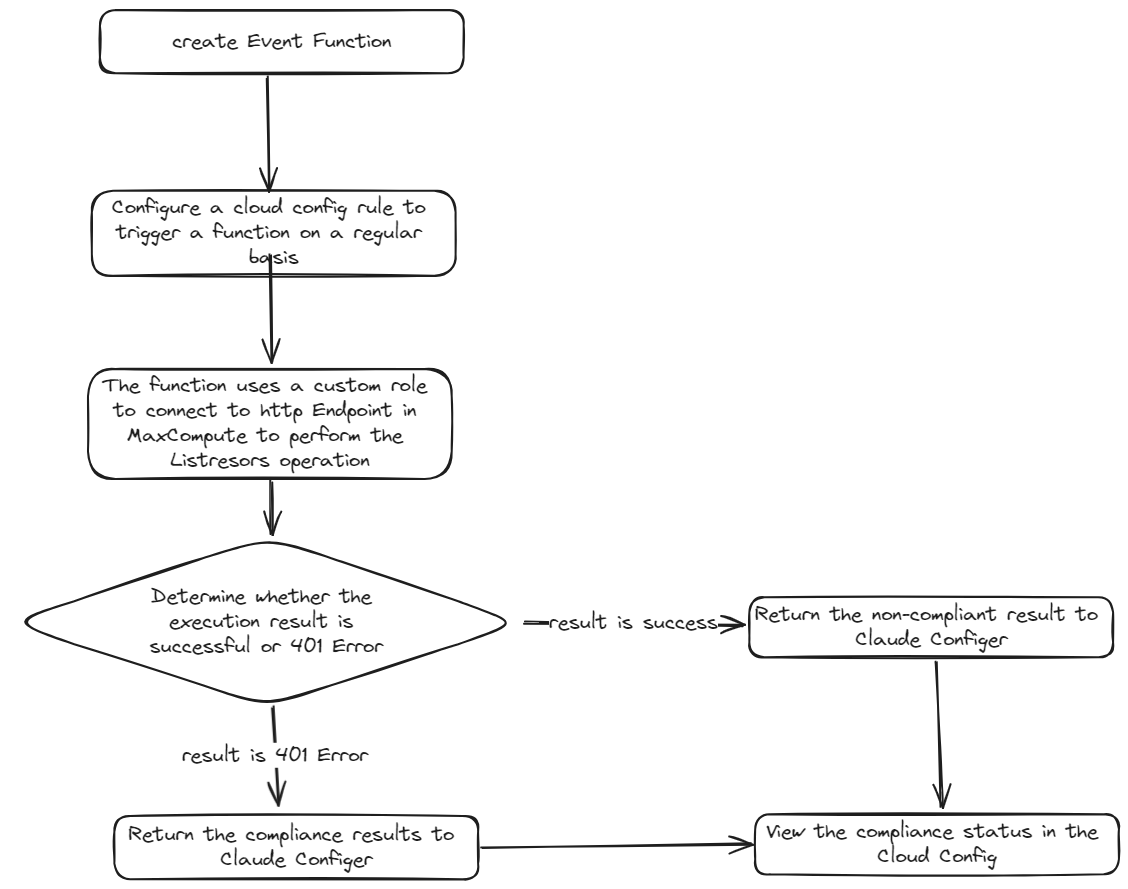 create Event Function
Configure a cloud config rule to
trigger a function on a regular
basis
The function uses a custom role
to connect to http Endpoint in
MaxCompute to perform the
Listresors operation
Determine whether the
execution result is
successful or 401 Error
result is success
Return the non-compliant result to
Claude Configer
result is 401 Error
Return the compliance results to
Claude Configer
View the compliance status in the
Cloud Config